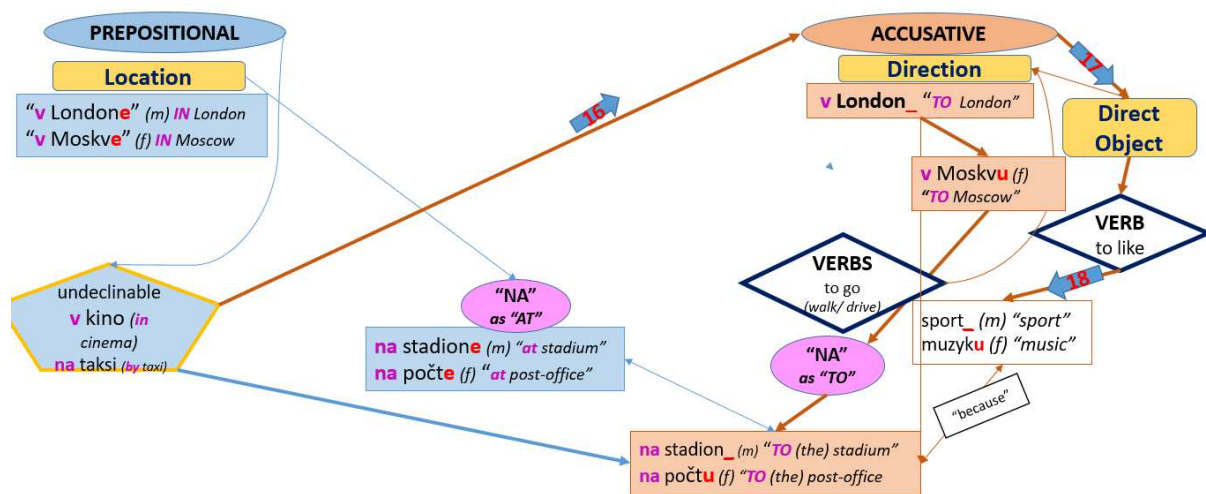 PREPOSITIONAL
Location
“v Londone” (m) IN London
“v Moskve” (f) IN Moscow
undeclinable
v kino (in
cinema)
na taksi (by taxi)
16
“NA”
as “AT”
na stadione (m) “at stadium”
na počte (f) “at post-office”
ACCUSATIVE
Direction
v London_ “TO London”
v Moskvu (f)
“TO Moscow”
17
Direct
Object
VERBS
to go
(walk/ drive)
VERB
to like
18
“NA”
as “TO”
sport_ (m) “sport”
muzyku (f) “music”
“because”
na stadion_ (m) “TO (the) stadium”
na počtu (f) “TO (the) post-office